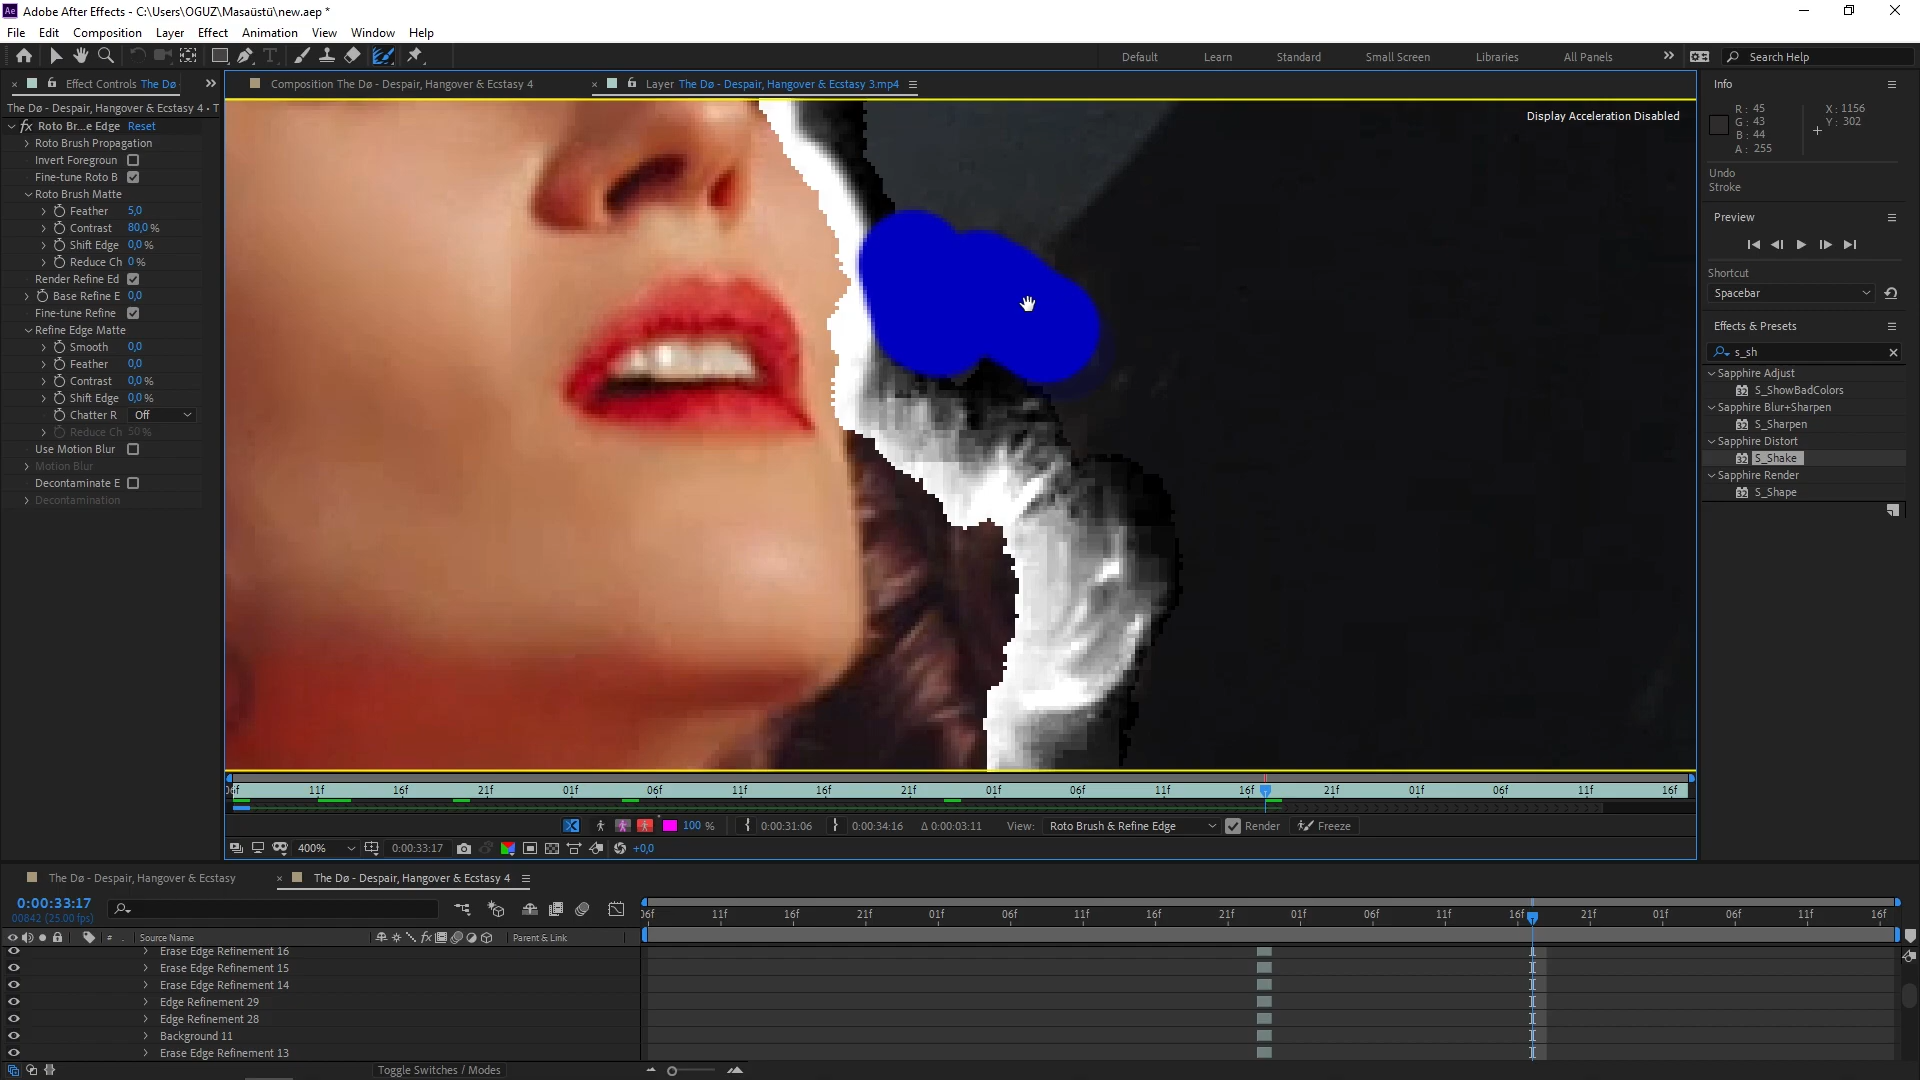 Adobe After Effects - C:\Users\OGUZ\Masaüstü\new.aep *
File Edit Composition Layer Effect Animation View Window Help
Default Learn Standard Small Screen Libraries All Panels Search Help
Effect Controls The Dø
Composition The Dø - Despair, Hangover & Ecstasy 4
Layer The Dø - Despair, Hangover & Ecstasy 3.mp4
The Dø - Despair, Hangover & Ecstasy 4 • T
fx Roto Br...e Edge Reset
Roto Brush Propagation
Invert Foregroun
Fine-tune Roto B
Roto Brush Matte
Feather 5,0
Contrast 80,0 %
Shift Edge 0,0 %
Reduce Ch 0 %
Render Refine Ed
Base Refine E 0,0
Fine-tune Refine
Refine Edge Matte
Smooth 0,0
Feather 0,0
Contrast 0,0 %
Shift Edge 0,0 %
Chatter R Off
Reduce Ch 50 %
Use Motion Blur
Motion Blur
Decontaminate E
Decontamination
Display Acceleration Disabled
Info
R: 45
G: 43
B: 44
A: 255
X: 1156
Y: 302
Undo
Stroke
Preview
Shortcut
Spacebar
Effects & Presets
s_sh
Sapphire Adjust
S_ShowBadColors
Sapphire Blur+Sharpen
S_Sharpen
Sapphire Distort
S_Shake
Sapphire Render
S_Shape
11f 16f 21f 01f 06f 11f 16f 21f 01f 06f 11f 16f 21f 01f 06f 11f 16f
100 % 0:00:31:06 0:00:34:16 Δ 0:00:03:11 View: Roto Brush & Refine Edge Render Freeze
400% 0:00:33:17 +0,0
The Dø - Despair, Hangover & Ecstasy
The Dø - Despair, Hangover & Ecstasy 4
0:00:33:17
00842 (25.00 fps)
06f 11f 16f 21f 01f 06f 11f 16f 21f 01f 06f 11f 16f 21f 01f 06f 11f 16f
# . Source Name fx Parent & Link
Erase Edge Refinement 16
Erase Edge Refinement 15
Erase Edge Refinement 14
Edge Refinement 29
Edge Refinement 28
Background 11
Erase Edge Refinement 13
Toggle Switches / Modes